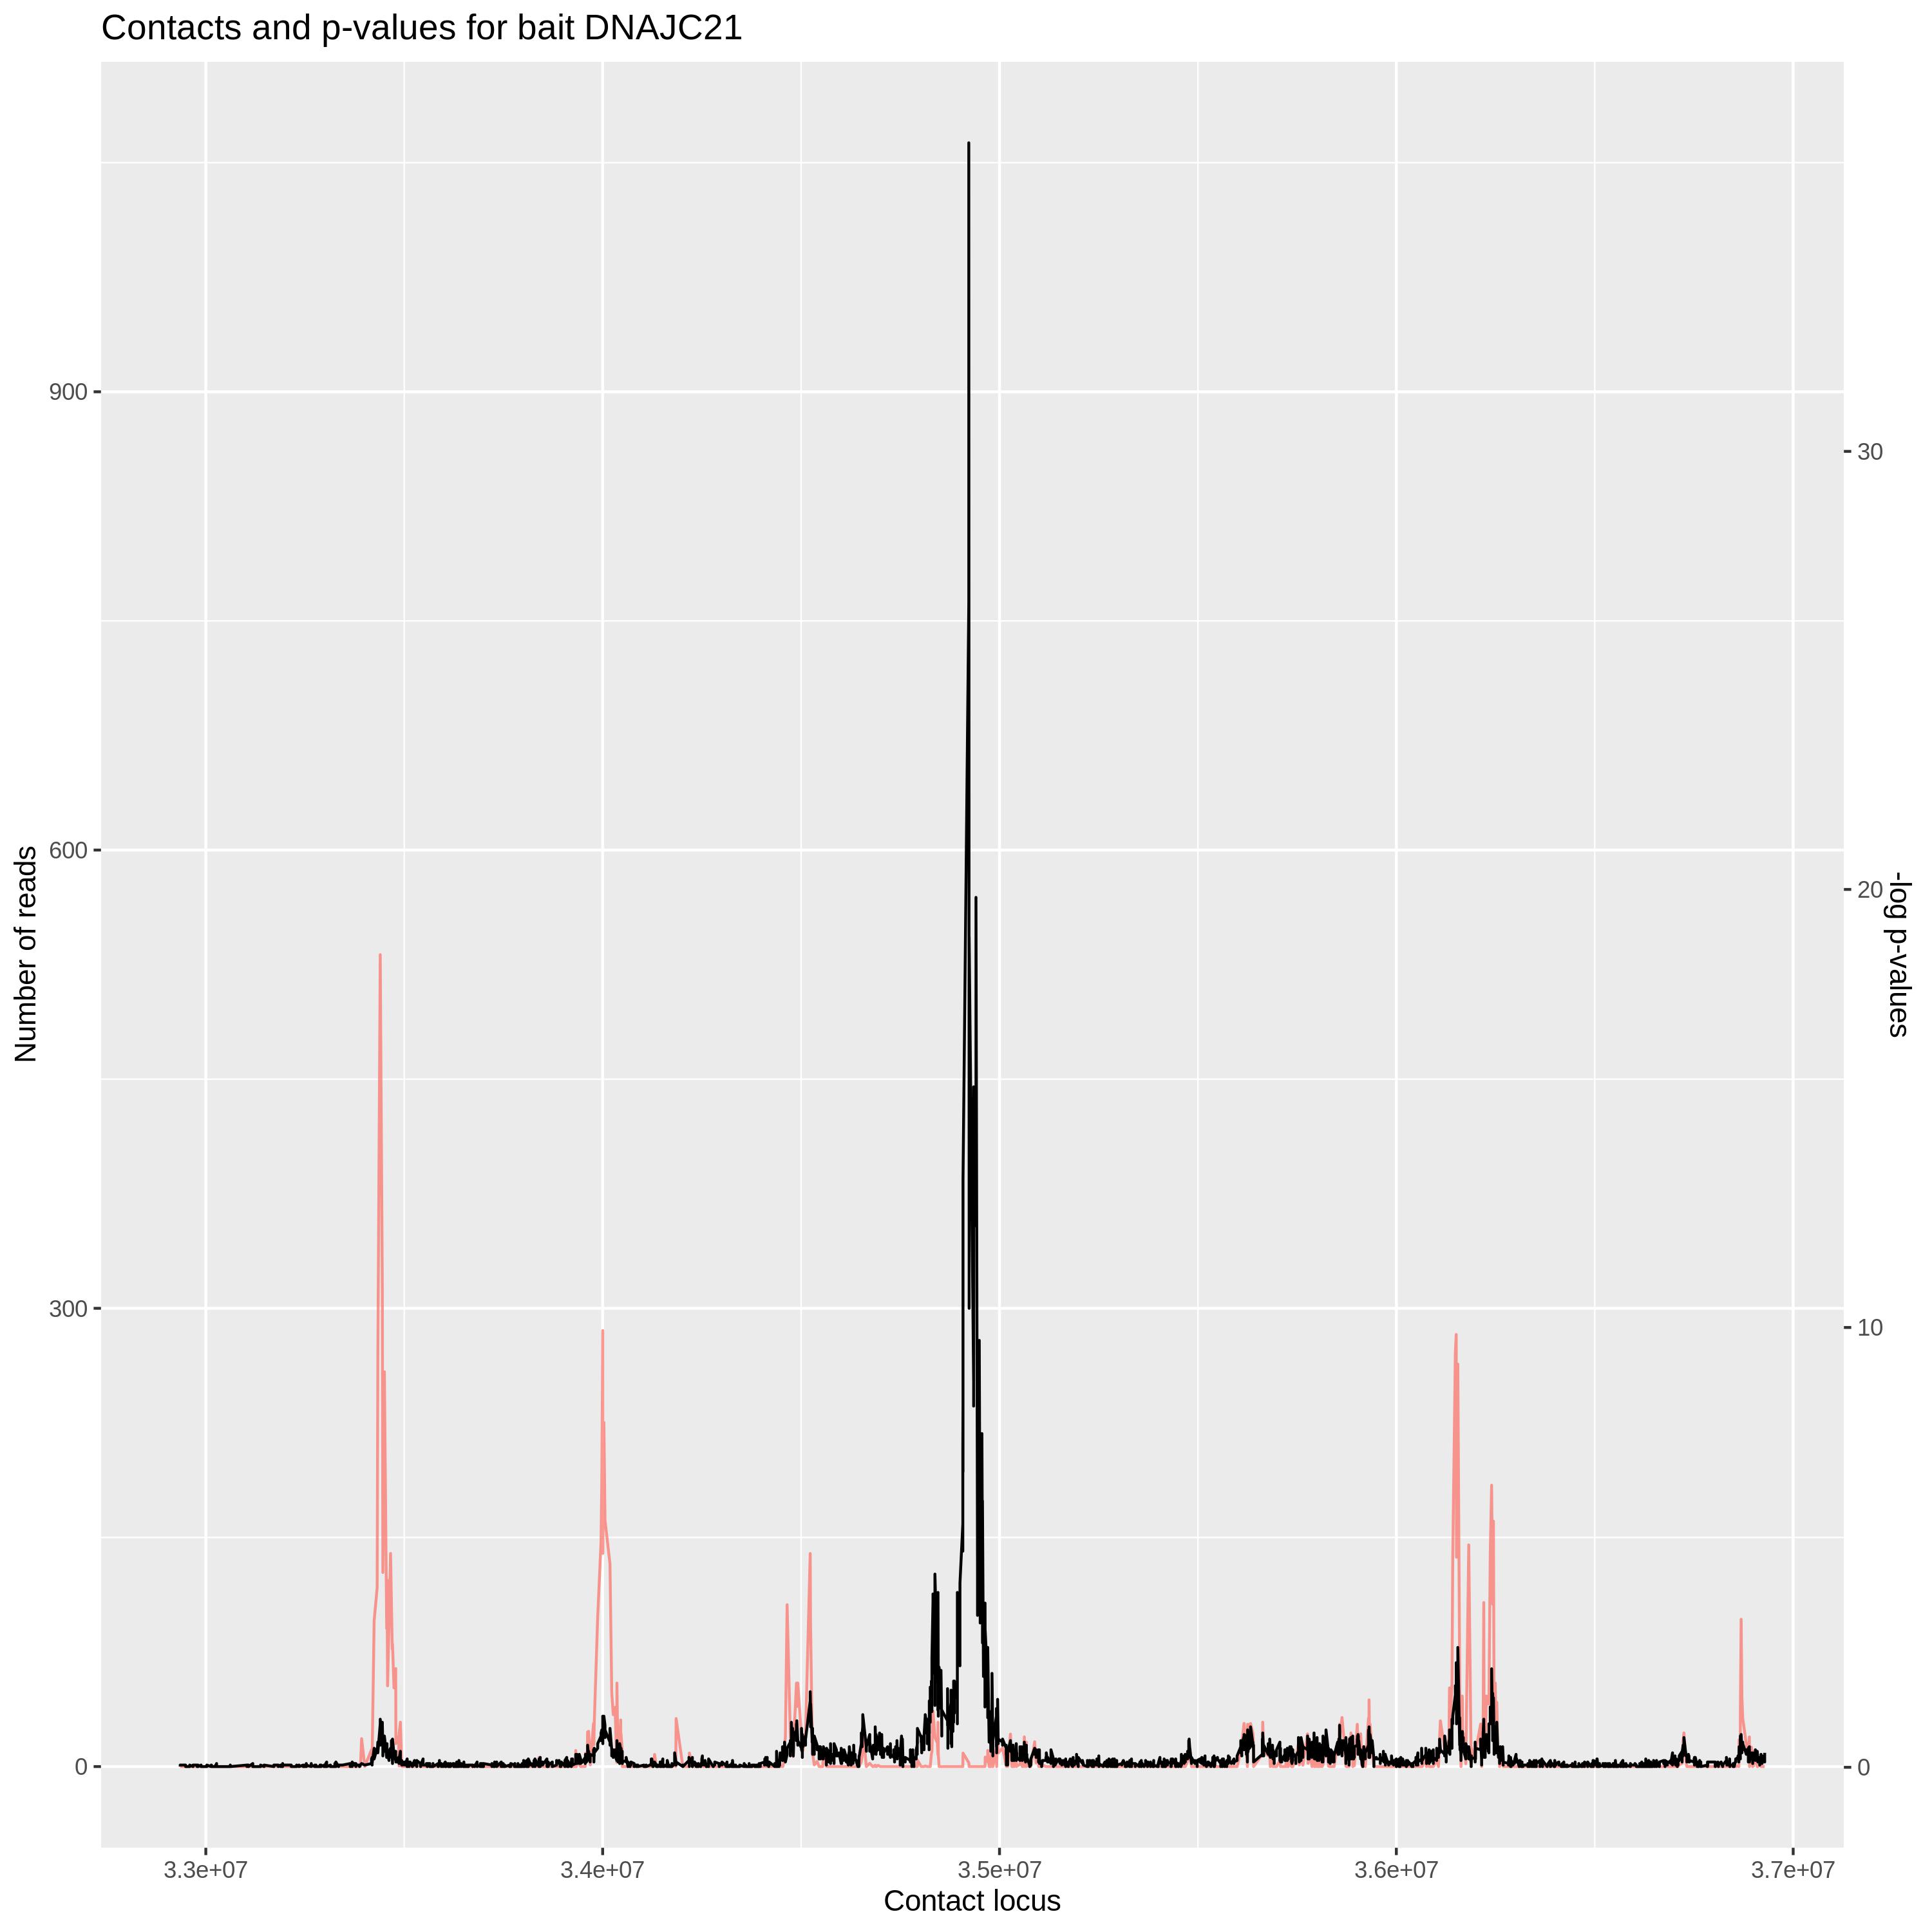 Contacts and p-values for bait DNAJC21
Number of reads
900
600
300
0
30
20
10
0
-log p-values
3.3e+07
3.4e+07
3.5e+07
3.6e+07
3.7e+07
Contact locus